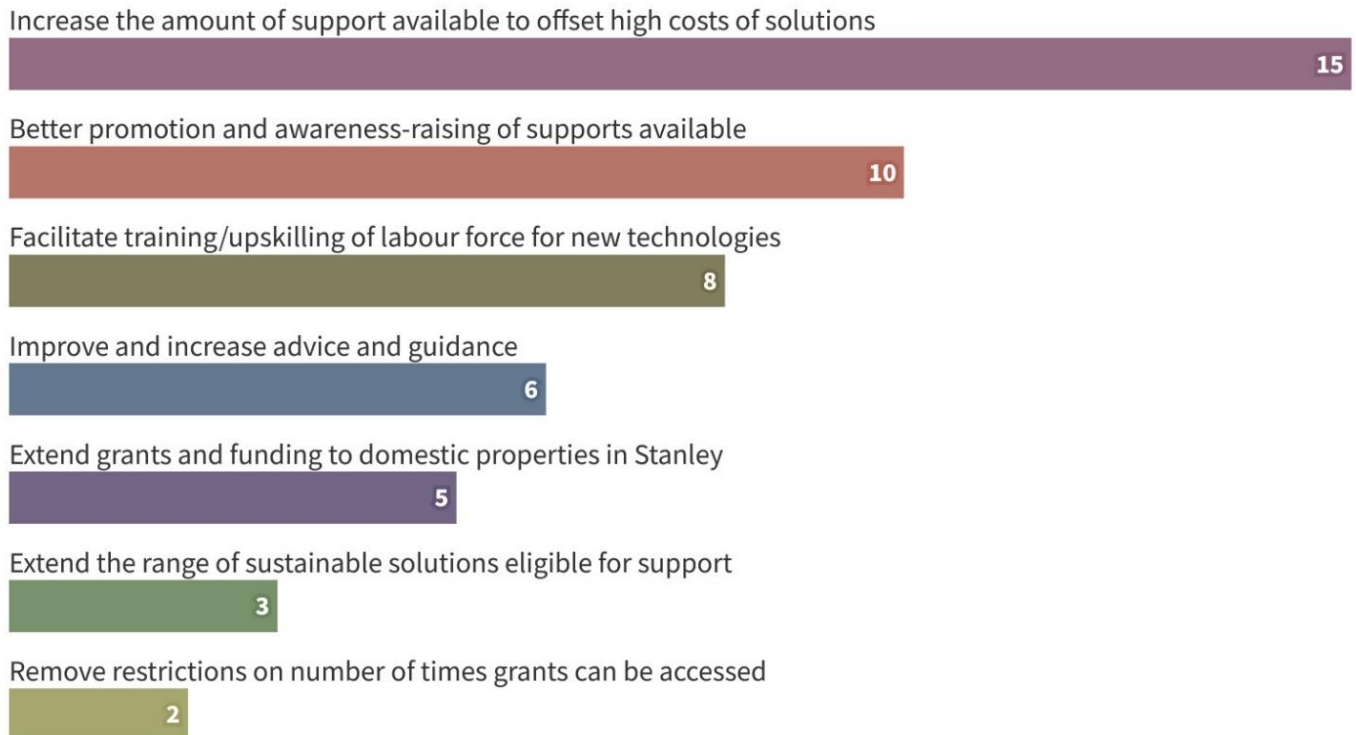 Increase the amount of support available to offset high costs of solutions
15
Better promotion and awareness-raising of supports available
10
Facilitate training/upskilling of labour force for new technologies
8
Improve and increase advice and guidance
6
Extend grants and funding to domestic properties in Stanley
5
Extend the range of sustainable solutions eligible for support
3
Remove restrictions on number of times grants can be accessed
2